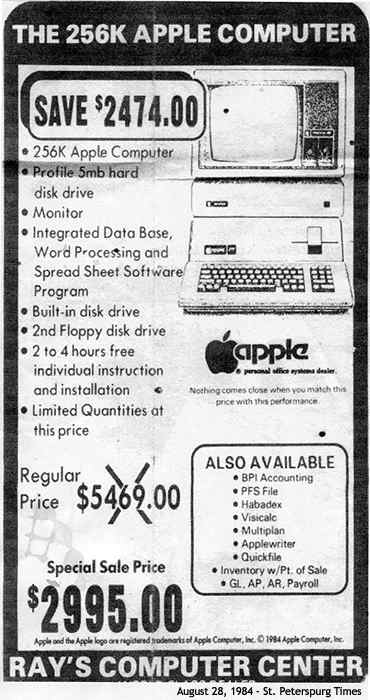 THE 256K APPLE COMPUTER
SAVE $2474.00
• 256K Apple Computer
• Profile 5mb hard
disk drive
• Monitor
• Integrated Data Base,
Word Processing and
Spread Sheet Software
Program
• Built-in disk drive
• 2nd Floppy disk drive
• 2 to 4 hours free
individual instruction
and installation
• Limited Quantities at
this price
apple
® personal office systems dealer.
Nothing comes close when you match this
price with this performance.
Regular
Price $5469.00
ALSO AVAILABLE
• BPI Accounting
• PFS File
• Habadex
• Visicalc
• Multiplan
• Applewriter
• Quickfile
• Inventory w/Pt. of Sale
• GL, AP, AR, Payroll
Special Sale Price
$2995.00
Apple and the Apple logo are registered trademarks of Apple Computer, Inc. © 1984 Apple Computer, Inc.
RAY'S COMPUTER CENTER
August 28, 1984 - St. Peterspurg Times